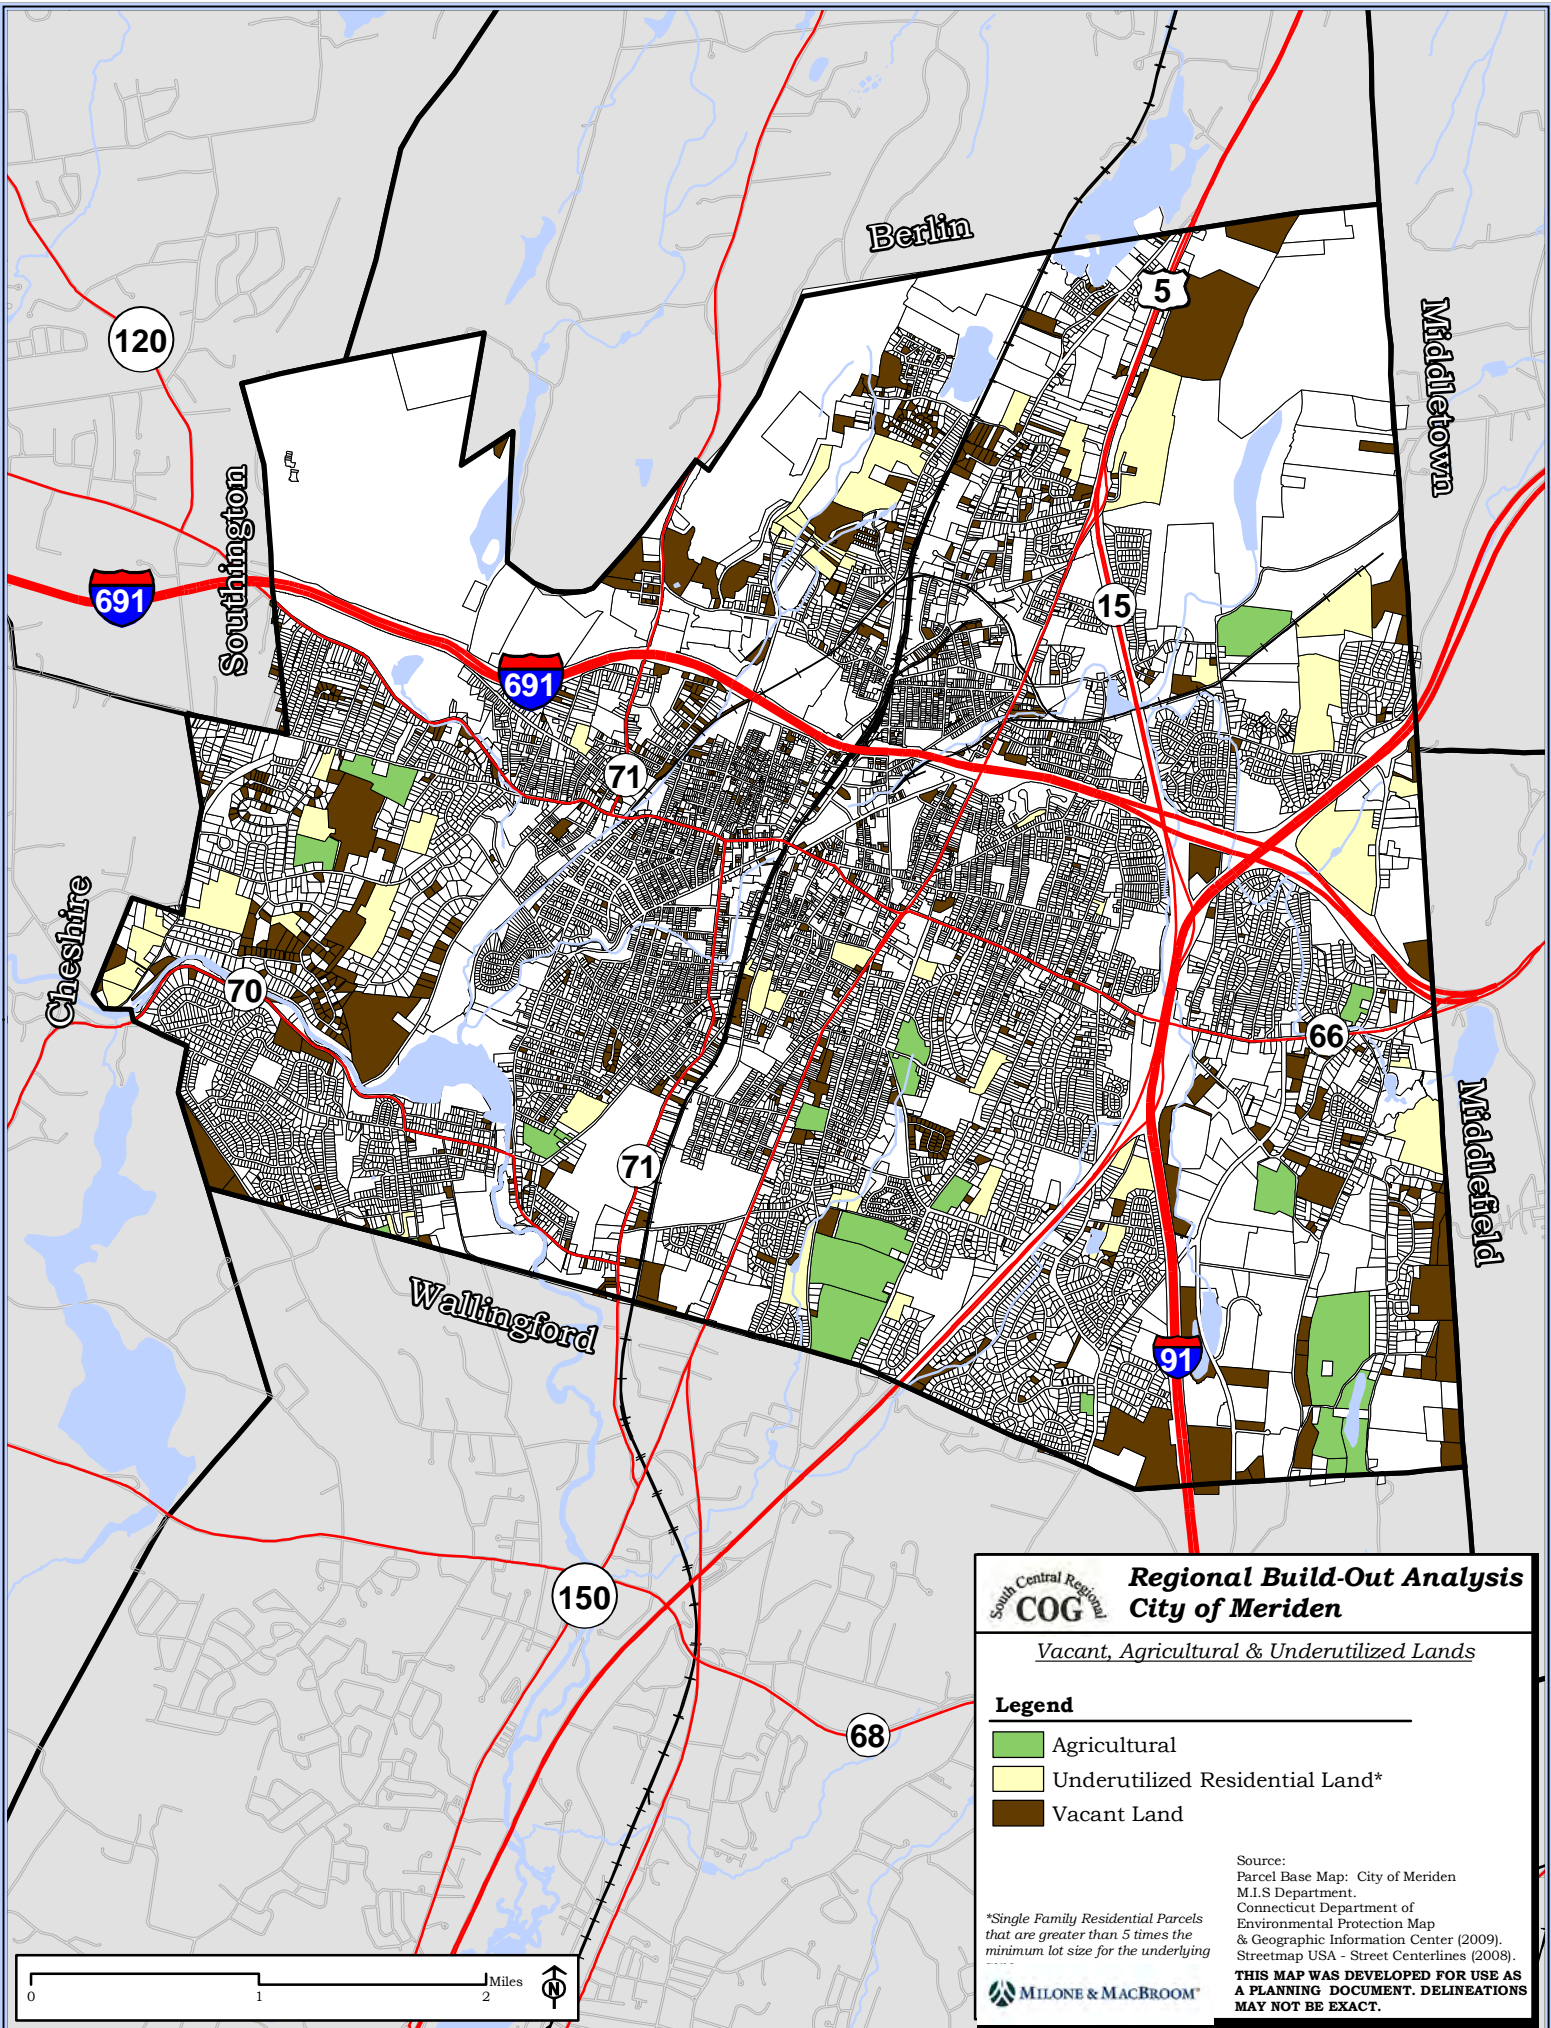 Berlin
5
120
Middletown
Southington
691
15
691
71
Cheshire
70
66
Middlefield
71
Wallingford
91
150
68
South Central Regional
COG
Regional Build-Out Analysis
City of Meriden
Vacant, Agricultural & Underutilized Lands
Legend
Agricultural
Underutilized Residential Land*
Vacant Land
Source:
Parcel Base Map: City of Meriden
M.I.S Department.
Connecticut Department of
Environmental Protection Map
& Geographic Information Center (2009).
Streetmap USA - Street Centerlines (2008).
*Single Family Residential Parcels
that are greater than 5 times the
minimum lot size for the underlying
MILONE & MACBROOM
THIS MAP WAS DEVELOPED FOR USE AS
A PLANNING DOCUMENT. DELINEATIONS
MAY NOT BE EXACT.
Miles
0 1 2
N